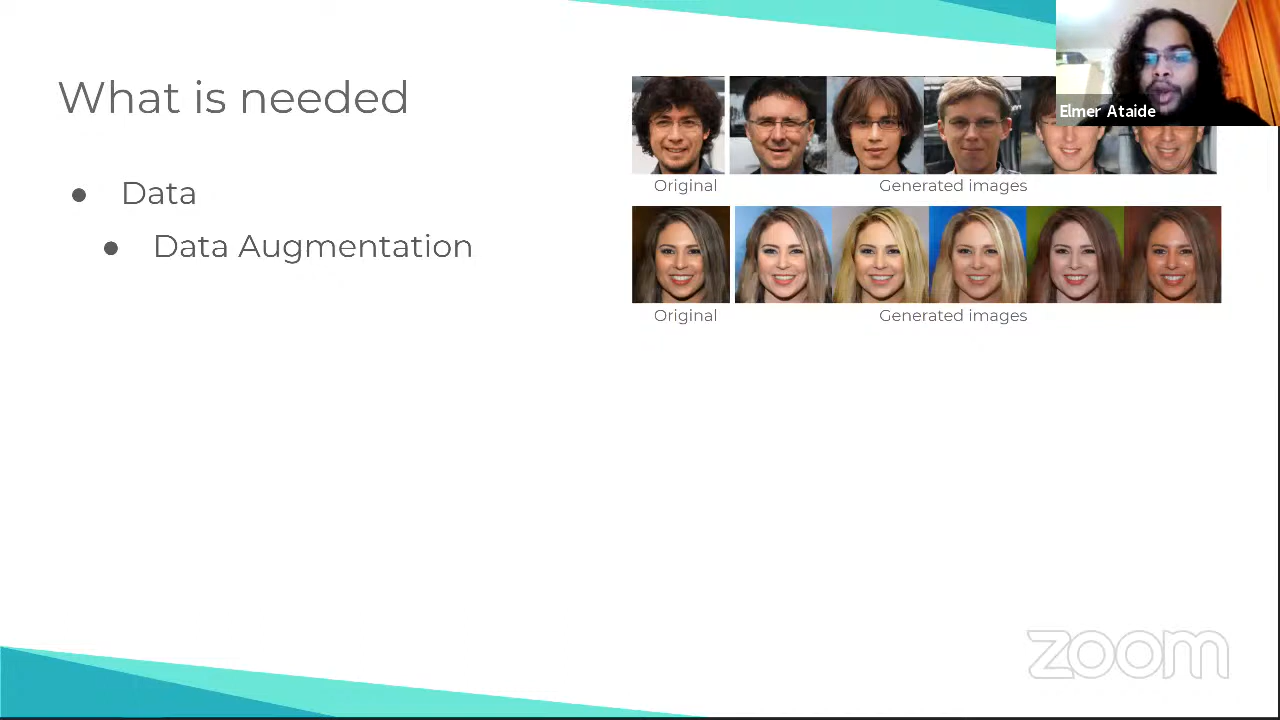 What is needed
Elmer Ataide
● Data
Original Generated images
● Data Augmentation
Original Generated images
zoom